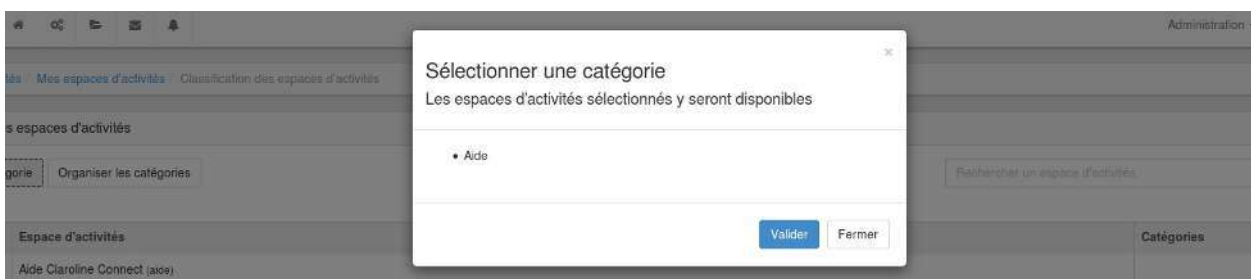 Administration
Sélectionner une catégorie
Les espaces d'activités sélectionnés y seront disponibles
tés / Mes espaces d'activités / Classification des espaces d'activités
s espaces d'activités
• Aide
gorie Organiser les catégories Rechercher un espace d'activités
Valider Fermer
Espace d'activités Catégories
Aide Claroline Connect (aide)